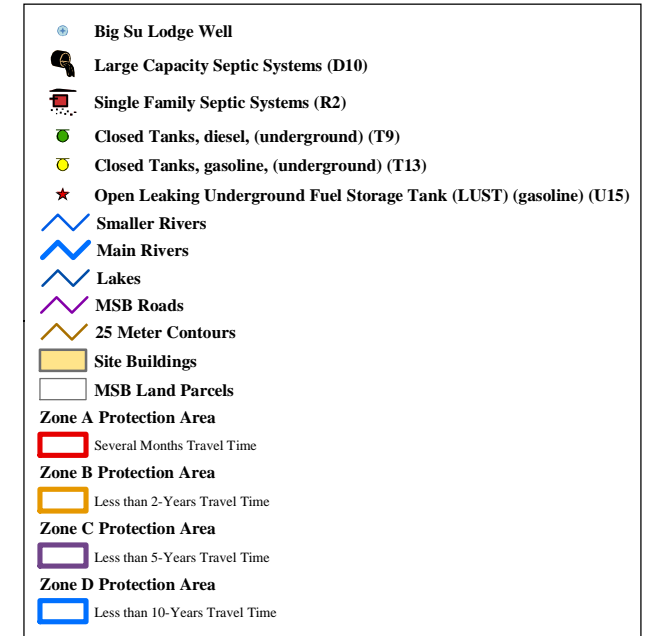 Big Su Lodge Well
Large Capacity Septic Systems (D10)
Single Family Septic Systems (R2)
Closed Tanks, diesel, (underground) (T9)
Closed Tanks, gasoline, (underground) (T13)
Open Leaking Underground Fuel Storage Tank (LUST) (gasoline) (U15)
Smaller Rivers
Main Rivers
Lakes
MSB Roads
25 Meter Contours
Site Buildings
MSB Land Parcels
Zone A Protection Area
Several Months Travel Time
Zone B Protection Area
Less than 2-Years Travel Time
Zone C Protection Area
Less than 5-Years Travel Time
Zone D Protection Area
Less than 10-Years Travel Time